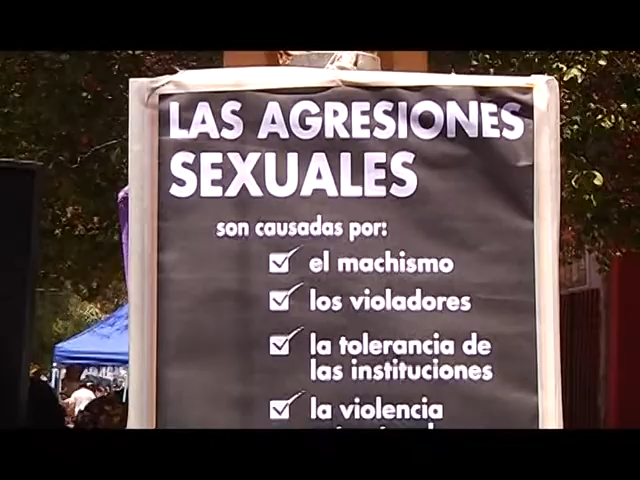 LAS AGRESIONES
SEXUALES
son causadas por:
el machismo
los violadores
la tolerancia de
las instituciones
la violencia